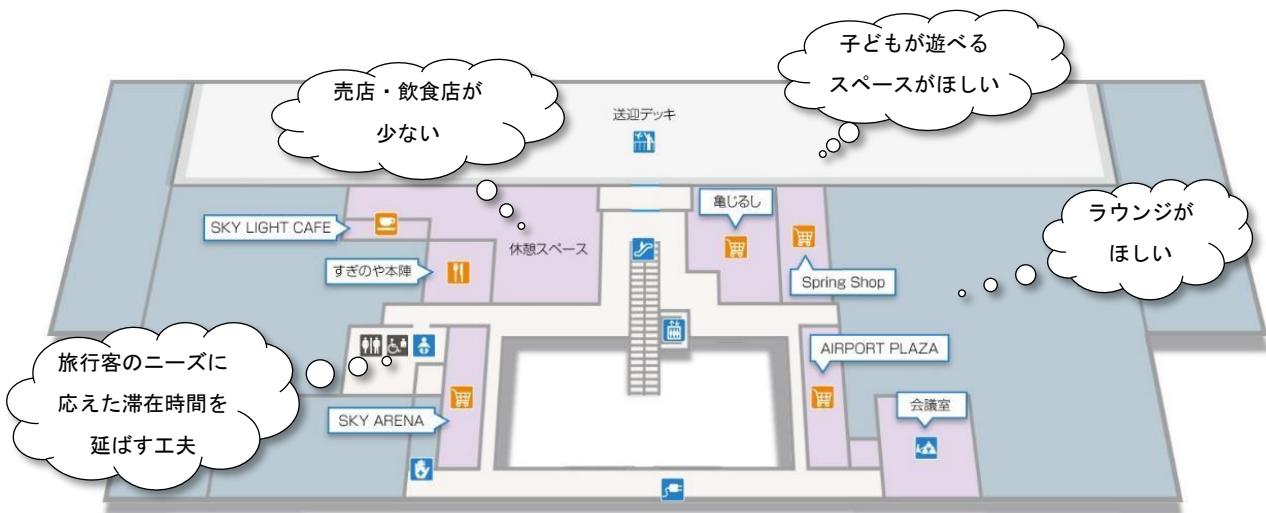 子どもが遊べる
スペースがほしい
売店・飲食店が
少ない
送迎デッキ
亀じるし
ラウンジが
ほしい
SKY LIGHT CAFE
休憩スペース
すぎのや本陣
Spring Shop
旅行客のニーズに
応えた滞在時間を
延ばす工夫
AIRPORT PLAZA
SKY ARENA
会議室